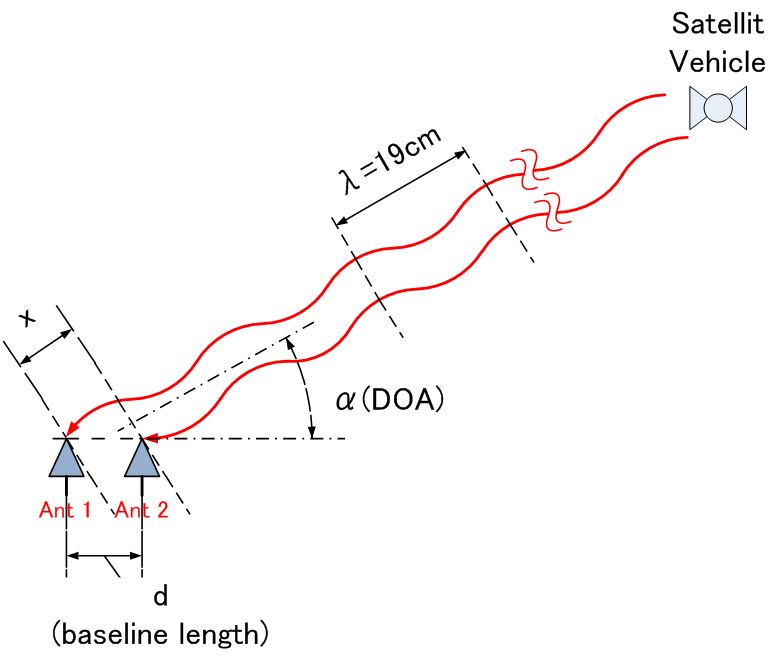 Satellit
Vehicle
λ=19cm
x
α(DOA)
Ant 1
Ant 2
d
(baseline length)